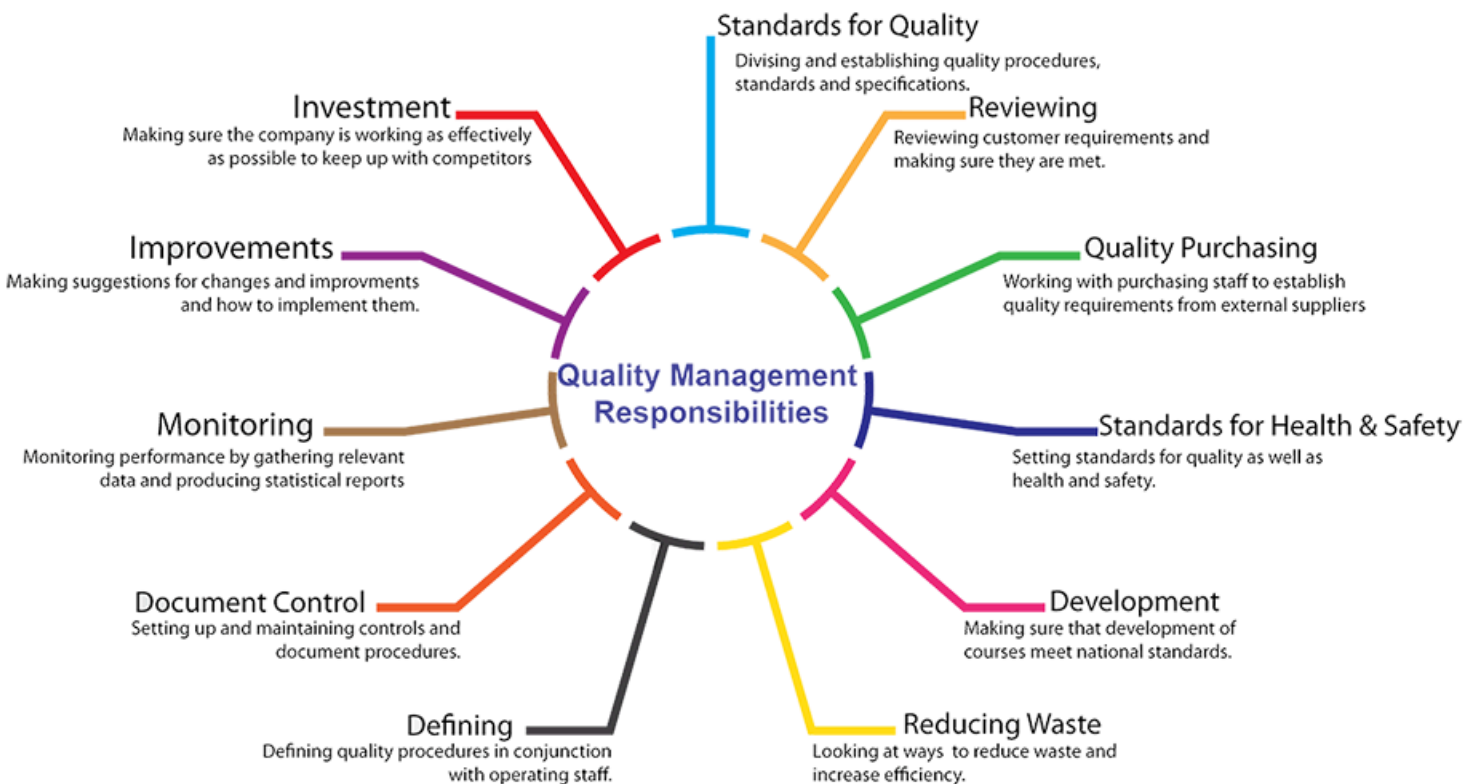 Standards for Quality
Divising and establishing quality procedures,
standards and specifications.
Reviewing
Reviewing customer requirements and
making sure they are met.
Quality Purchasing
Working with purchasing staff to establish
quality requirements from external suppliers
Standards for Health & Safety
Setting standards for quality as well as
health and safety.
Development
Making sure that development of
courses meet national standards.
Reducing Waste
Looking at ways to reduce waste and
increase efficiency.
Defining
Defining quality procedures in conjunction
with operating staff.
Document Control
Setting up and maintaining controls and
document procedures.
Monitoring
Monitoring performance by gathering relevant
data and producing statistical reports
Improvements
Making suggestions for changes and improvments
and how to implement them.
Investment
Making sure the company is working as effectively
as possible to keep up with competitors
Quality Management
Responsibilities